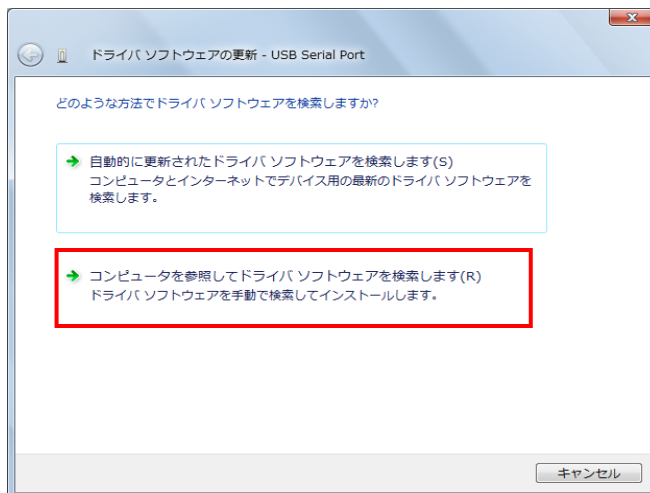 ドライバ ソフトウェアの更新 - USB Serial Port
どのような方法でドライバ ソフトウェアを検索しますか?
自動的に更新されたドライバ ソフトウェアを検索します(S)
コンピュータとインターネットでデバイス用の最新のドライバ ソフトウェアを
検索します。
コンピュータを参照してドライバ ソフトウェアを検索します(R)
ドライバ ソフトウェアを手動で検索してインストールします。
キャンセル